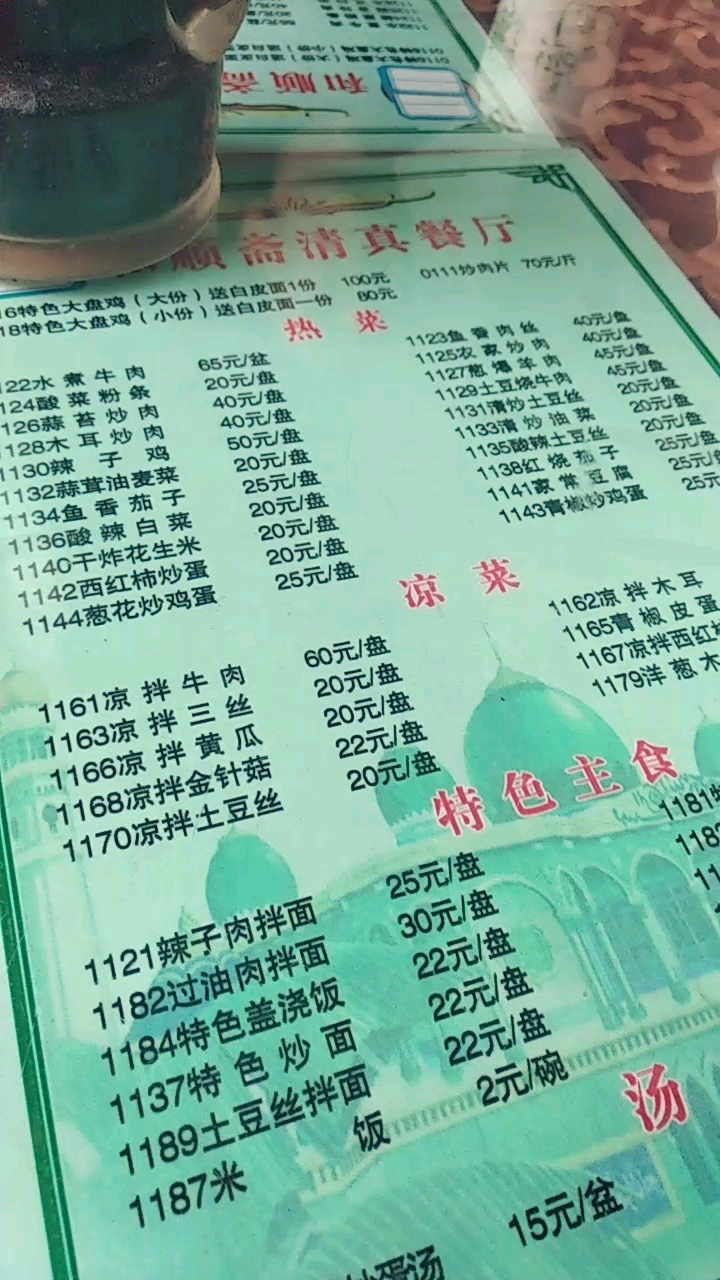 和顺斋
顺斋清真餐厅
6特色大盘鸡（大份）送白皮面1份 100元 0111炒肉片 70元/斤
18特色大盘鸡（小份）送白皮面一份 80元
热菜
122水煮牛肉 65元/盆 1123鱼香肉丝 40元/盘
124酸菜粉条 20元/盘 1125农家炒肉 40元/盘
126蒜苔炒肉 40元/盘 1127葱爆羊肉 45元/盘
1128木耳炒肉 40元/盘 1129土豆烧牛肉 45元/盘
1130辣子鸡 50元/盘 1131清炒土豆丝 20元/盘
1132蒜茸油麦菜 20元/盘 1133清炒油菜 20元/盘
1134鱼香茄子 25元/盘 1135酸辣土豆丝 20元/盘
1136酸辣白菜 20元/盘 1138红烧茄子 25元/盘
1140干炸花生米 20元/盘 1141家常豆腐 25元/
1142西红柿炒蛋 20元/盘 1143青椒炒鸡蛋 25元
1144葱花炒鸡蛋 25元/盘
凉菜
1161凉拌牛肉 60元/盘 1162凉拌木耳
1163凉拌三丝 20元/盘 1165青椒皮蛋
1166凉拌黄瓜 20元/盘 1167凉拌西红
1168凉拌金针菇 22元/盘 1179洋葱木
1170凉拌土豆丝 20元/盘
特色主食
1121辣子肉拌面 25元/盘 1181
1182过油肉拌面 30元/盘 1183
1184特色盖浇饭 22元/盘 11
1137特色炒面 22元/盘
1189土豆丝拌面 22元/盘
1187米饭 2元/碗
汤
蛋汤 15元/盆